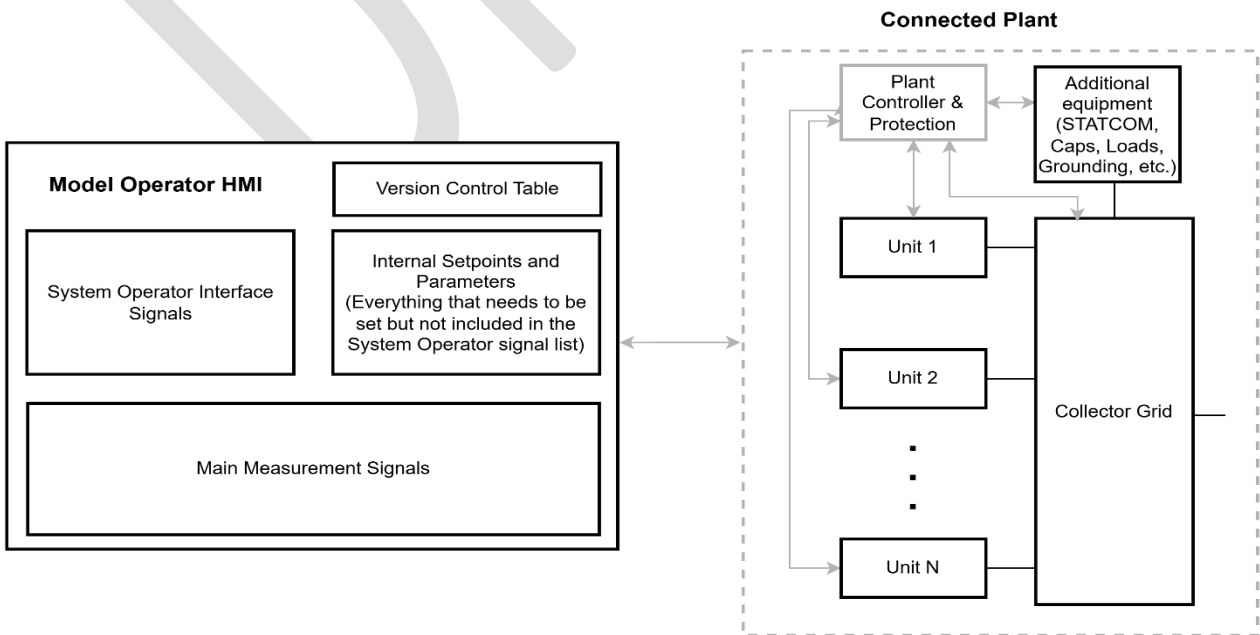 Connected Plant
Model Operator HMI
Version Control Table
System Operator Interface
Signals
Internal Setpoints and
Parameters
(Everything that needs to be
set but not included in the
System Operator signal list)
Main Measurement Signals
Plant
Controller &
Protection
Additional
equipment
(STATCOM,
Caps, Loads,
Grounding, etc.)
Unit 1
Unit 2
Unit N
Collector Grid